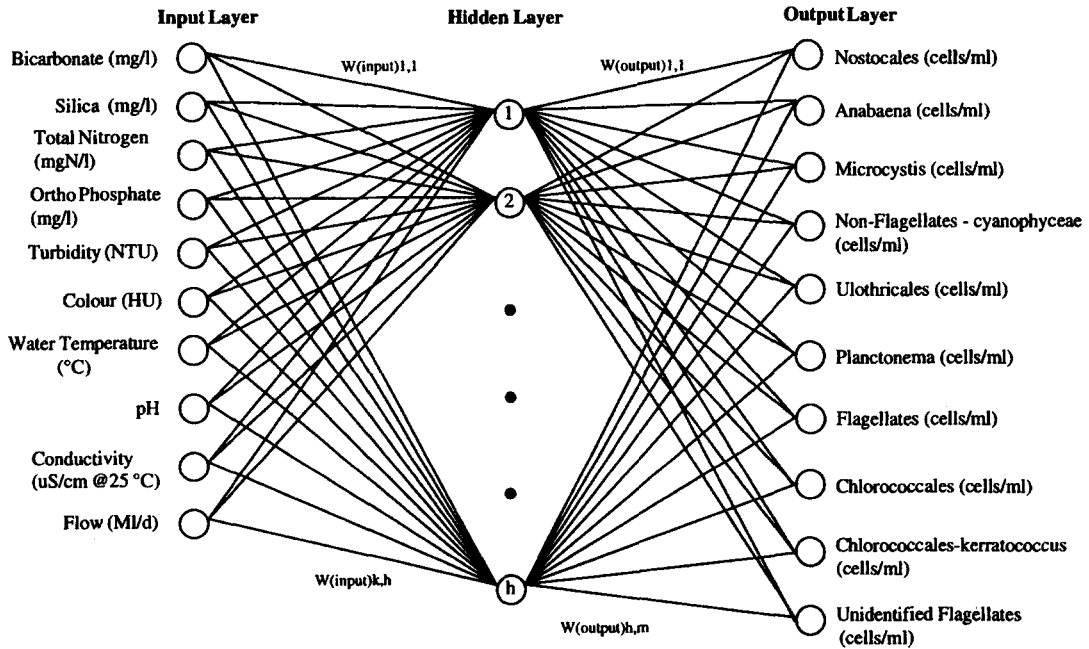 Input Layer
Hidden Layer
Output Layer
Bicarbonate (mg/l)
Silica (mg/l)
Total Nitrogen
(mgN/l)
Ortho Phosphate
(mg/l)
Turbidity (NTU)
Colour (HU)
Water Temperature
(°C)
pH
Conductivity
(uS/cm @25 °C)
Flow (Ml/d)
W(input)1,1
W(output)1,1
1
2
h
W(input)k,h
W(output)h,m
Nostocales (cells/ml)
Anabaena (cells/ml)
Microcystis (cells/ml)
Non-Flagellates - cyanophyceae
(cells/ml)
Ulothricales (cells/ml)
Planctonema (cells/ml)
Flagellates (cells/ml)
Chlorococcales (cells/ml)
Chlorococcales-kerratococcus
(cells/ml)
Unidentified Flagellates
(cells/ml)